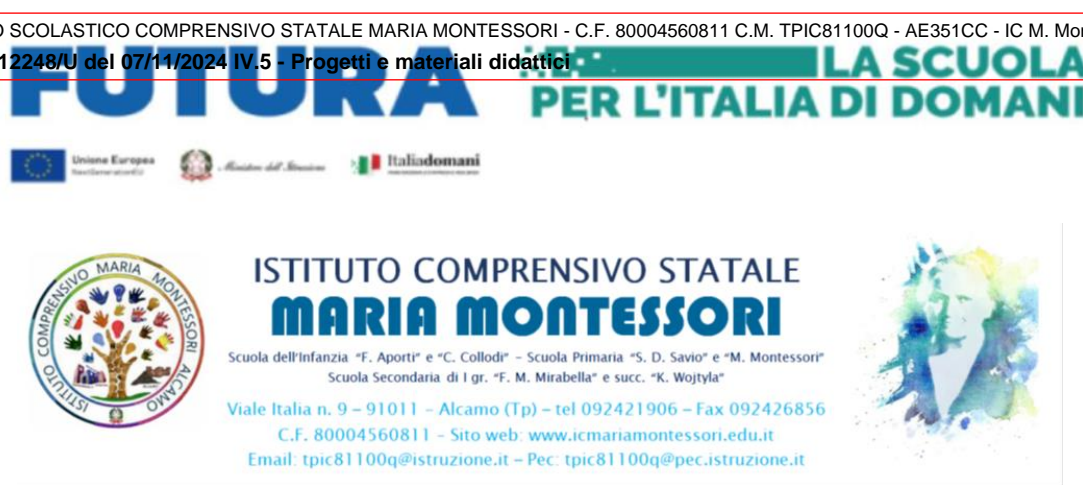 O SCOLASTICO COMPRENSIVO STATALE MARIA MONTESSORI - C.F. 80004560811 C.M. TPIC81100Q - AE351CC - IC M. Mon
12248/U del 07/11/2024 IV.5 - Progetti e materiali didattici
FUTURA
LA SCUOLA
PER L'ITALIA DI DOMANI
Unione Europea
NextGenerationEU
Ministero dell'Istruzione
Italiadomani
ISTITUTO COMPRENSIVO STATALE
MARIA MONTESSORI
ISTITUTO COMPRENSIVO MARIA MONTESSORI ALCAMO
Scuola dell'Infanzia "F. Aporti" e "C. Collodi" – Scuola Primaria "S. D. Savio" e "M. Montessori"
Scuola Secondaria di I gr. "F. M. Mirabella" e succ. "K. Wojtyla"
Viale Italia n. 9 – 91011 – Alcamo (Tp) – tel 092421906 – Fax 092426856
C.F. 80004560811 – Sito web: www.icmariamontessori.edu.it
Email: tpic81100q@istruzione.it – Pec: tpic81100q@pec.istruzione.it